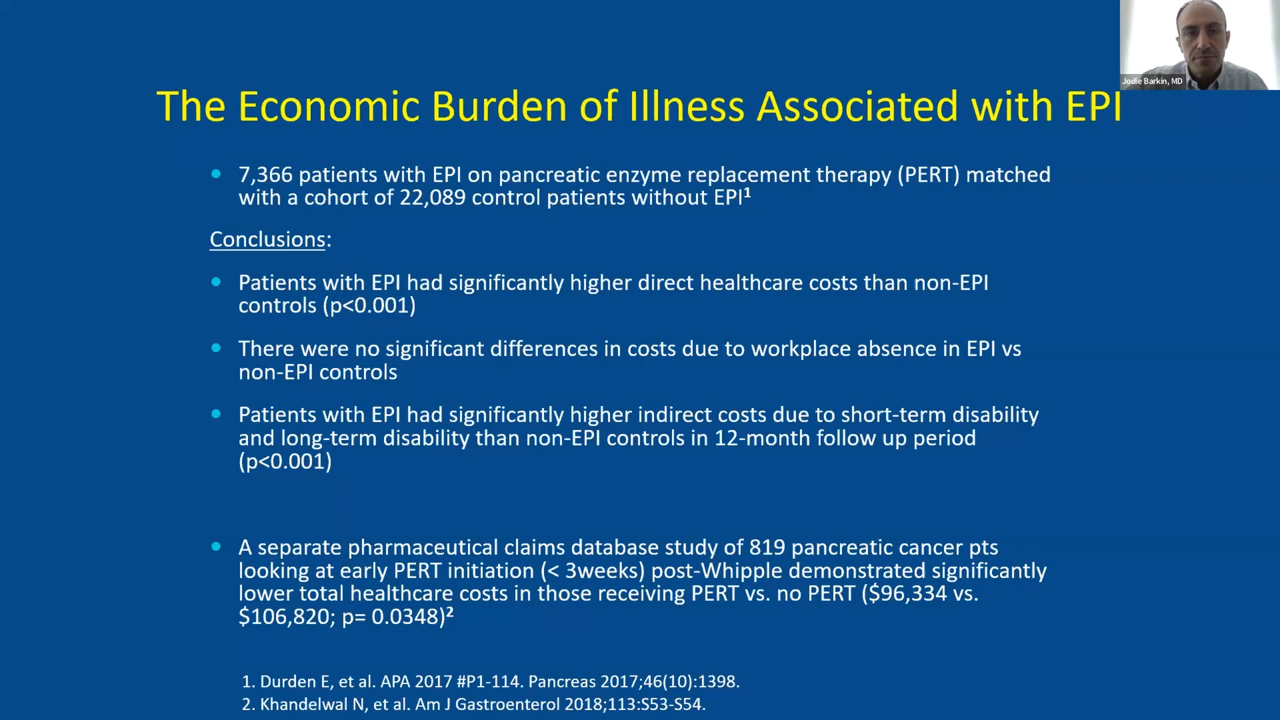 Jodie Barkin, MD
The Economic Burden of Illness Associated with EPI
• 7,366 patients with EPI on pancreatic enzyme replacement therapy (PERT) matched
with a cohort of 22,089 control patients without EPI¹
Conclusions:
• Patients with EPI had significantly higher direct healthcare costs than non-EPI
controls (p<0.001)
• There were no significant differences in costs due to workplace absence in EPI vs
non-EPI controls
• Patients with EPI had significantly higher indirect costs due to short-term disability
and long-term disability than non-EPI controls in 12-month follow up period
(p<0.001)
• A separate pharmaceutical claims database study of 819 pancreatic cancer pts
looking at early PERT initiation (< 3weeks) post-Whipple demonstrated significantly
lower total healthcare costs in those receiving PERT vs. no PERT ($96,334 vs.
$106,820; p= 0.0348)²
1. Durden E, et al. APA 2017 #P1-114. Pancreas 2017;46(10):1398.
2. Khandelwal N, et al. Am J Gastroenterol 2018;113:S53-S54.